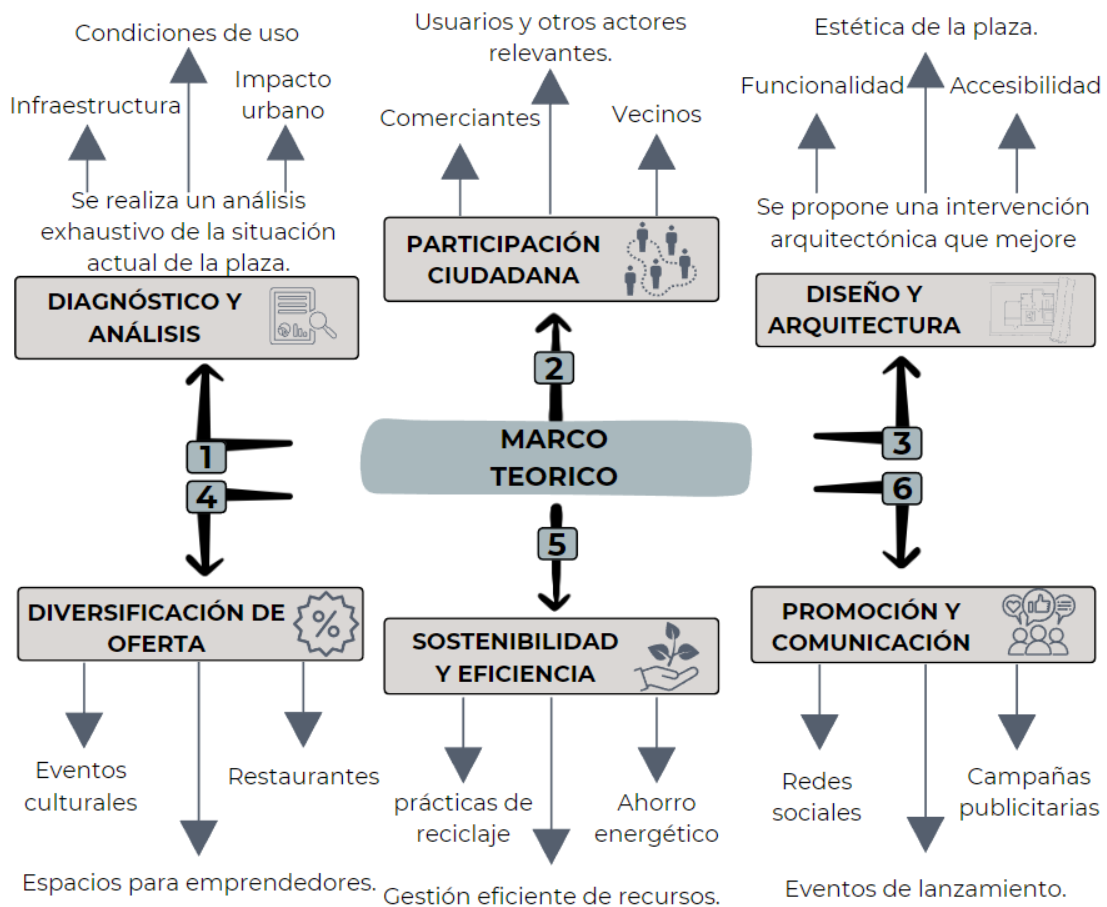 Condiciones de uso
Infraestructura
Impacto
urbano
Se realiza un análisis
exhaustivo de la situación
actual de la plaza.
DIAGNÓSTICO Y
ANÁLISIS
1
Usuarios y otros actores
relevantes.
Comerciantes
Vecinos
PARTICIPACIÓN
CIUDADANA
2
Estética de la plaza.
Funcionalidad
Accesibilidad
Se propone una intervención
arquitectónica que mejore
DISEÑO Y
ARQUITECTURA
3
MARCO
TEORICO
4
DIVERSIFICACIÓN DE
OFERTA
%
Eventos
culturales
Restaurantes
Espacios para emprendedores.
5
SOSTENIBILIDAD
Y EFICIENCIA
prácticas de
reciclaje
Ahorro
energético
Gestión eficiente de recursos.
6
PROMOCIÓN Y
COMUNICACIÓN
Redes
sociales
Campañas
publicitarias
Eventos de lanzamiento.